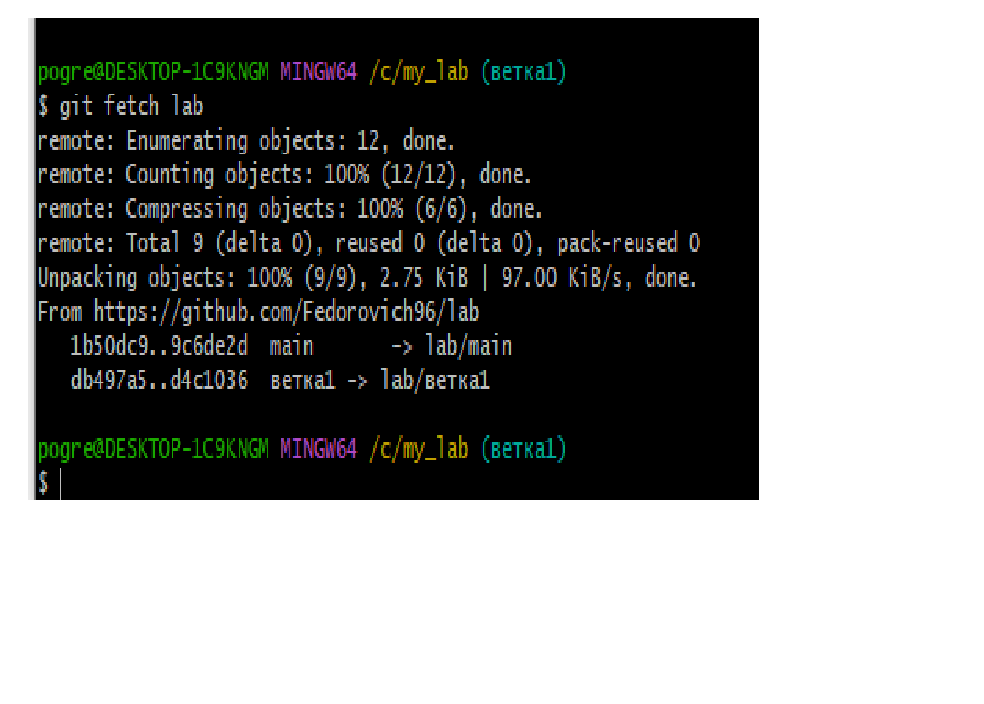 pogre@DESKTOP-1C9KNGM MINGW64 /c/my_lab (ветка1)
$ git fetch lab
remote: Enumerating objects: 12, done.
remote: Counting objects: 100% (12/12), done.
remote: Compressing objects: 100% (6/6), done.
remote: Total 9 (delta 0), reused 0 (delta 0), pack-reused 0
Unpacking objects: 100% (9/9), 2.75 KiB | 97.00 KiB/s, done.
From https://github.com/Fedorovich96/lab
   1b50dc9..9c6de2d  main       -> lab/main
   db497a5..d4c1036  ветка1 -> lab/ветка1
pogre@DESKTOP-1C9KNGM MINGW64 /c/my_lab (ветка1)
$